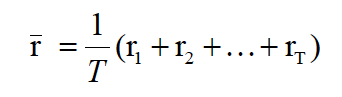 r̄ = 1/T (r₁ + r₂ + … + r_T)